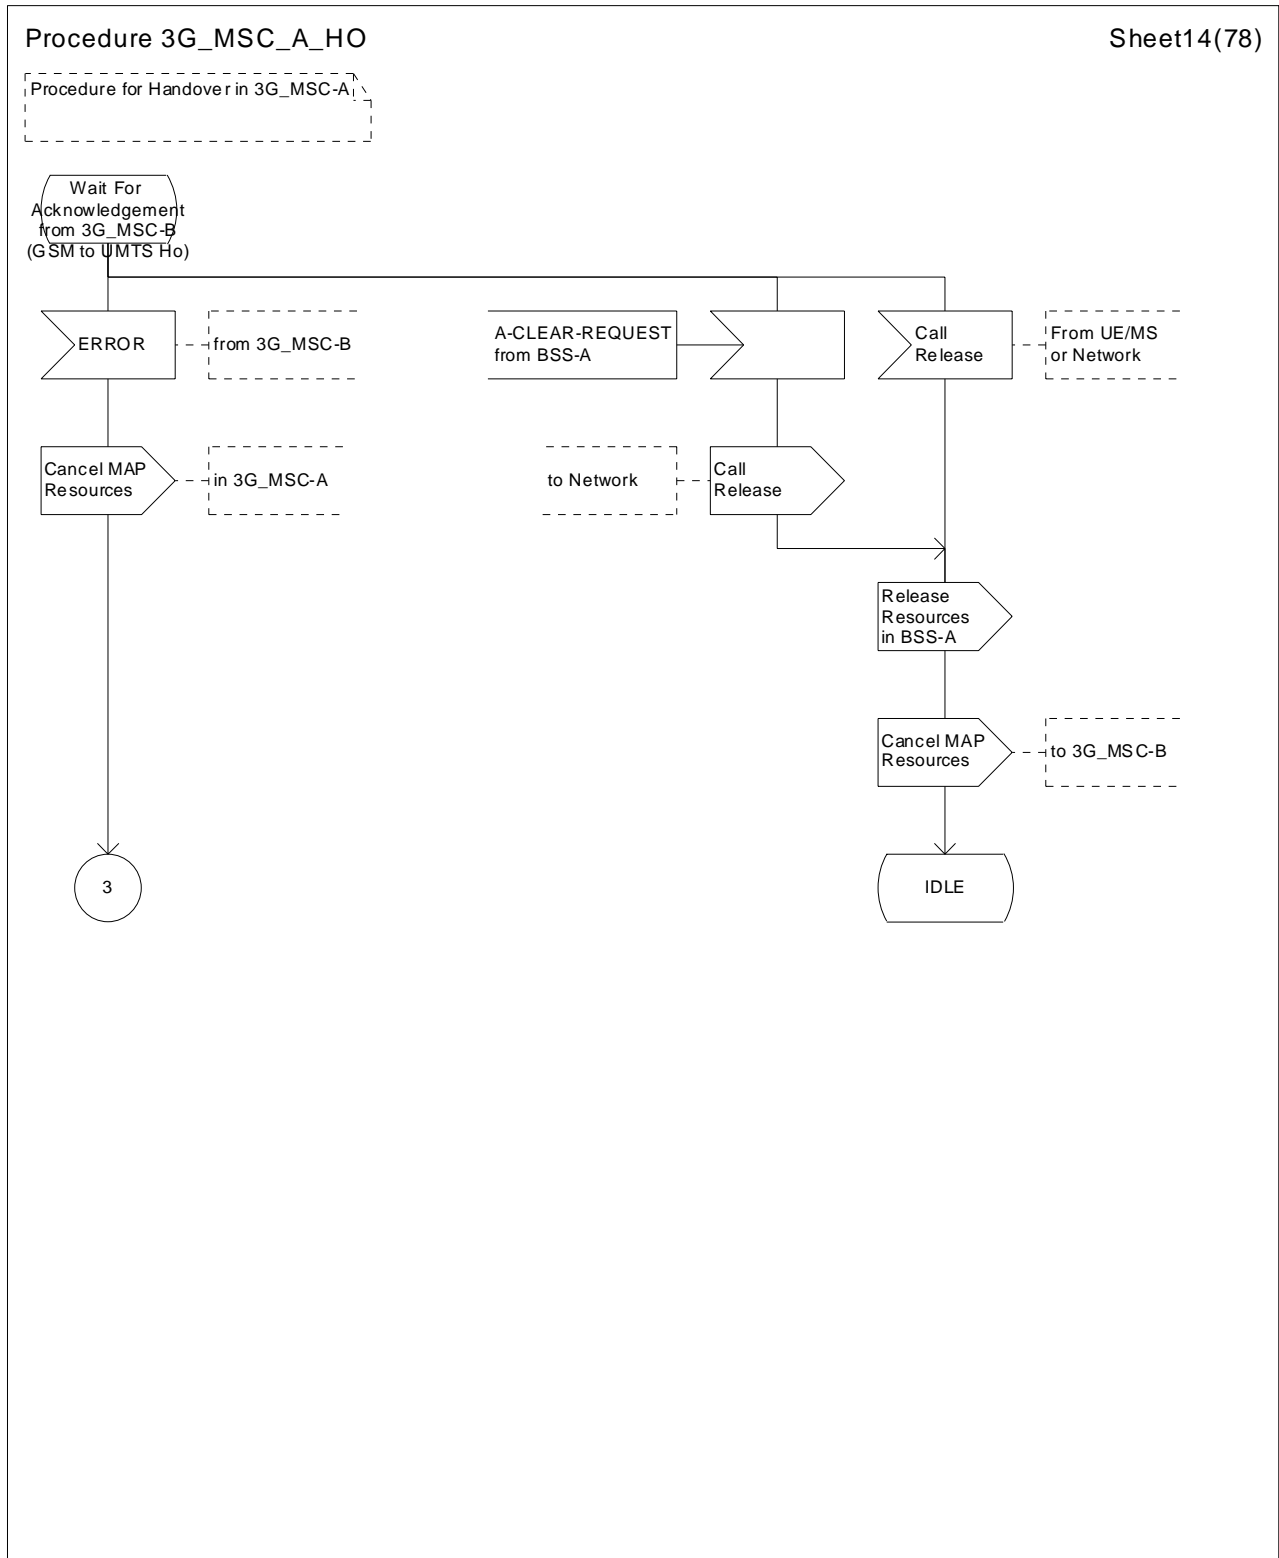 Procedure 3G_MSC_A_HO
Sheet14(78)
Procedure for Handover in 3G_MSC-A
Wait For
Acknowledgement
from 3G_MSC-B
(GSM to UMTS Ho)
ERROR
from 3G_MSC-B
A-CLEAR-REQUEST
from BSS-A
Call
Release
From UE/MS
or Network
Cancel MAP
Resources
in 3G_MSC-A
to Network
Call
Release
Release
Resources
in BSS-A
Cancel MAP
Resources
to 3G_MSC-B
3
IDLE